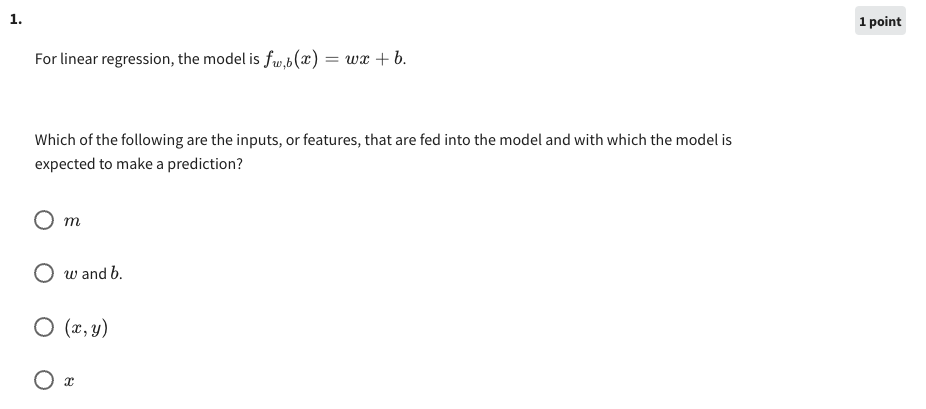 1.
1 point
For linear regression, the model is f_{w,b}(x) = wx + b.
Which of the following are the inputs, or features, that are fed into the model and with which the model is
expected to make a prediction?
m
w and b.
(x, y)
x